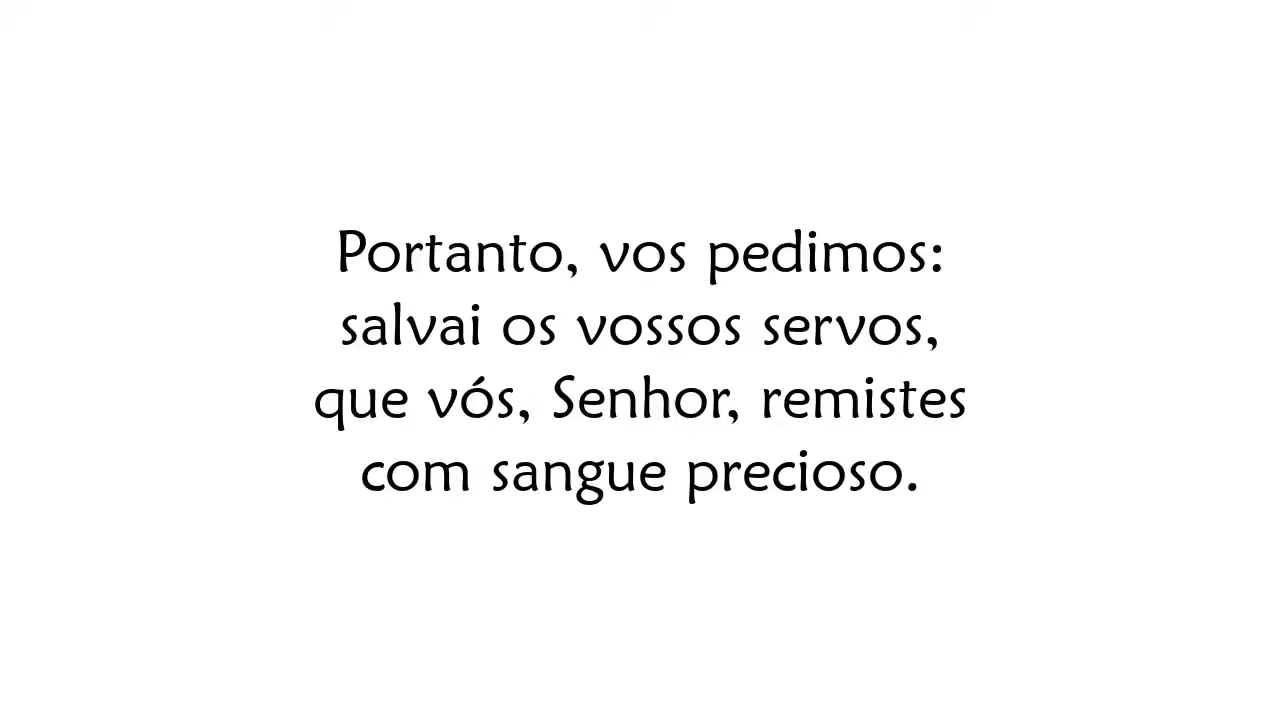 Portanto, vos pedimos:
salvai os vossos servos,
que vós, Senhor, remistes
com sangue precioso.